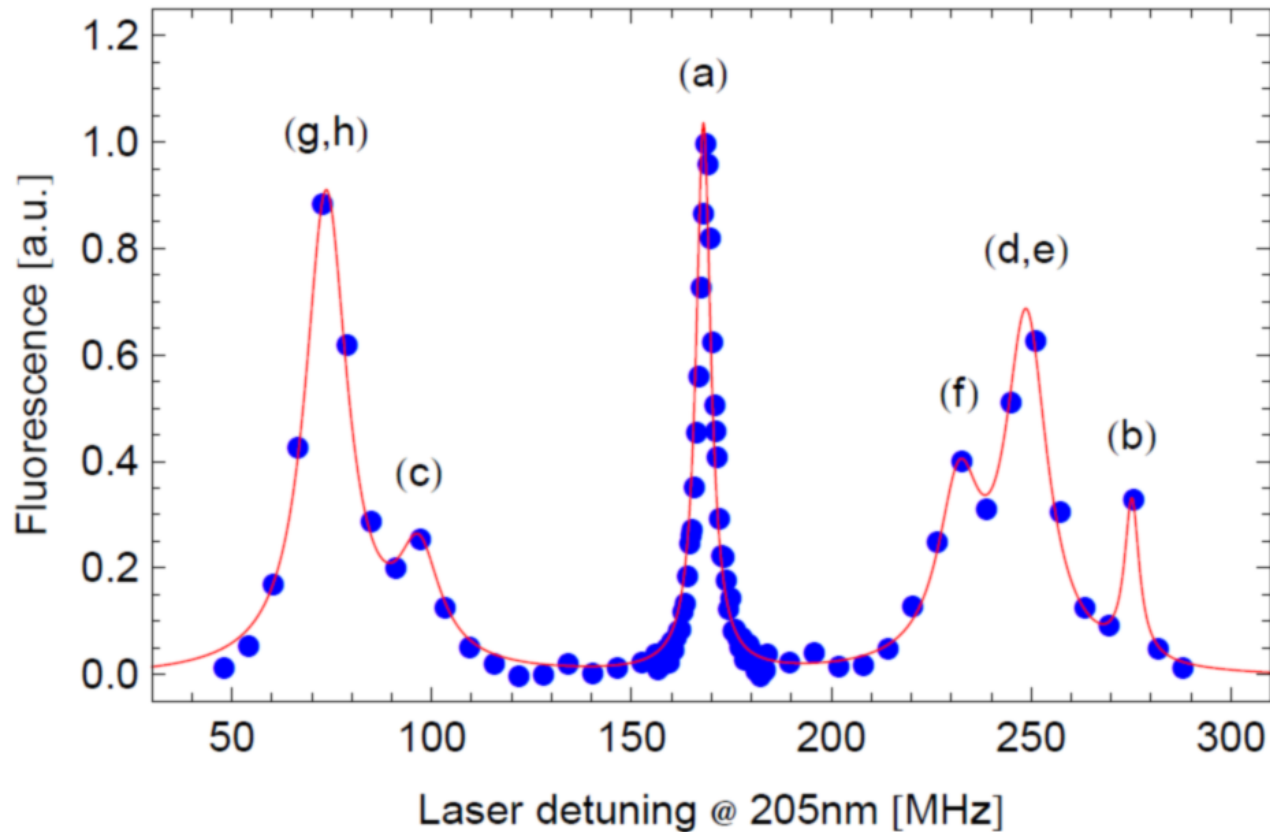 1.2
1.0
0.8
0.6
0.4
0.2
0.0
Fluorescence [a.u.]
(g,h)
(c)
(a)
(f)
(d,e)
(b)
50 100 150 200 250 300
Laser detuning @ 205nm [MHz]